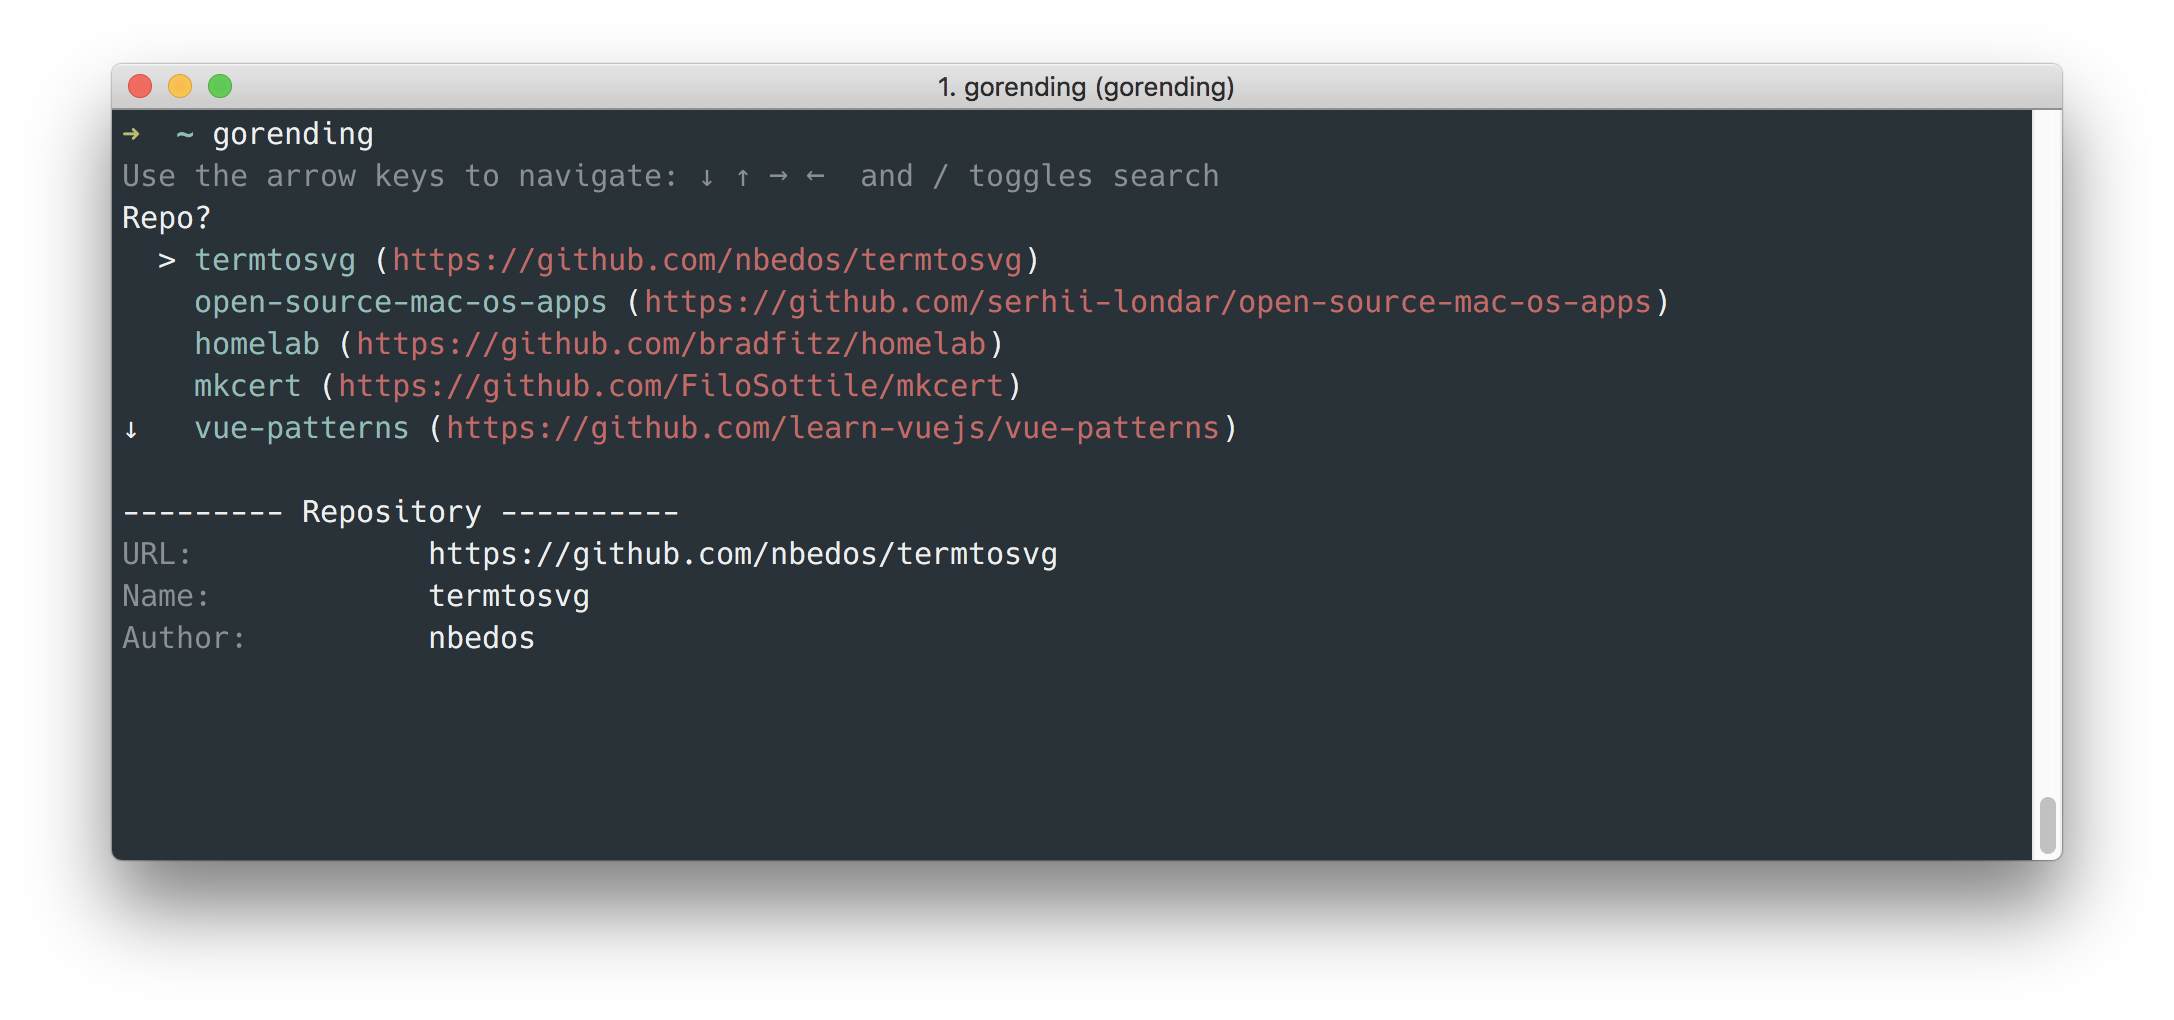 1. gorending (gorending)
➜  ~ gorending
Use the arrow keys to navigate: ↓ ↑ → ←  and / toggles search
Repo?
  > termtosvg (https://github.com/nbedos/termtosvg)
    open-source-mac-os-apps (https://github.com/serhii-londar/open-source-mac-os-apps)
    homelab (https://github.com/bradfitz/homelab)
    mkcert (https://github.com/FiloSottile/mkcert)
↓   vue-patterns (https://github.com/learn-vuejs/vue-patterns)
--------- Repository ----------
URL:             https://github.com/nbedos/termtosvg
Name:            termtosvg
Author:          nbedos